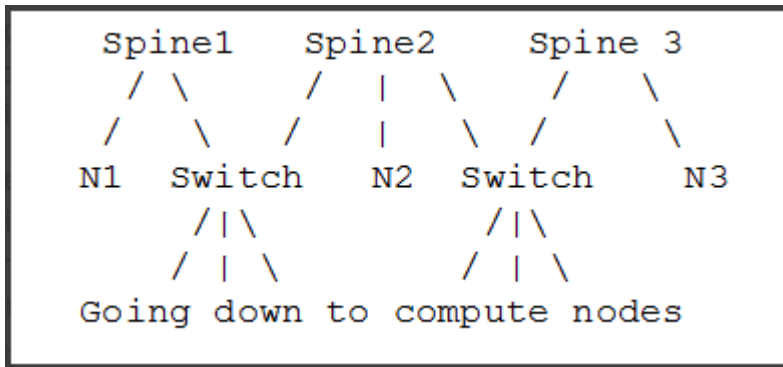 Spine1 Spine2 Spine 3
/ \ / | \ / \
/ \ / | \ / \
N1 Switch N2 Switch N3
/|\ /|\
/ | \ / | \
Going down to compute nodes